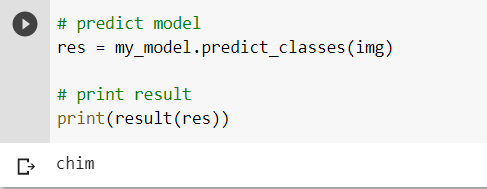 # predict model
res = my_model.predict_classes(img)
# print result
print(result(res))
chim